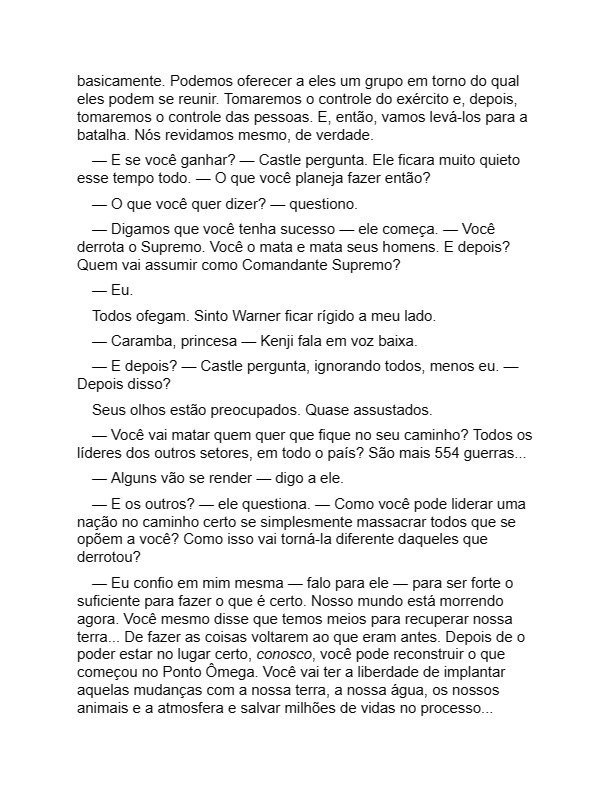 basicamente. Podemos oferecer a eles um grupo em torno do qual
eles podem se reunir. Tomaremos o controle do exército e, depois,
tomaremos o controle das pessoas. E, então, vamos levá-los para a
batalha. Nós revidamos mesmo, de verdade.
— E se você ganhar? — Castle pergunta. Ele ficara muito quieto
esse tempo todo. — O que você planeja fazer então?
— O que você quer dizer? — questiono.
— Digamos que você tenha sucesso — ele começa. — Você
derrota o Supremo. Você o mata e mata seus homens. E depois?
Quem vai assumir como Comandante Supremo?
— Eu.
Todos ofegam. Sinto Warner ficar rígido a meu lado.
— Caramba, princesa — Kenji fala em voz baixa.
— E depois? — Castle pergunta, ignorando todos, menos eu. —
Depois disso?
Seus olhos estão preocupados. Quase assustados.
— Você vai matar quem quer que fique no seu caminho? Todos os
líderes dos outros setores, em todo o país? São mais 554 guerras...
— Alguns vão se render — digo a ele.
— E os outros? — ele questiona. — Como você pode liderar uma
nação no caminho certo se simplesmente massacrar todos que se
opõem a você? Como isso vai torná-la diferente daqueles que
derrotou?
— Eu confio em mim mesma — falo para ele — para ser forte o
suficiente para fazer o que é certo. Nosso mundo está morrendo
agora. Você mesmo disse que temos meios para recuperar nossa
terra... De fazer as coisas voltarem ao que eram antes. Depois de o
poder estar no lugar certo, conosco, você pode reconstruir o que
começou no Ponto Ômega. Você vai ter a liberdade de implantar
aquelas mudanças com a nossa terra, a nossa água, os nossos
animais e a atmosfera e salvar milhões de vidas no processo...